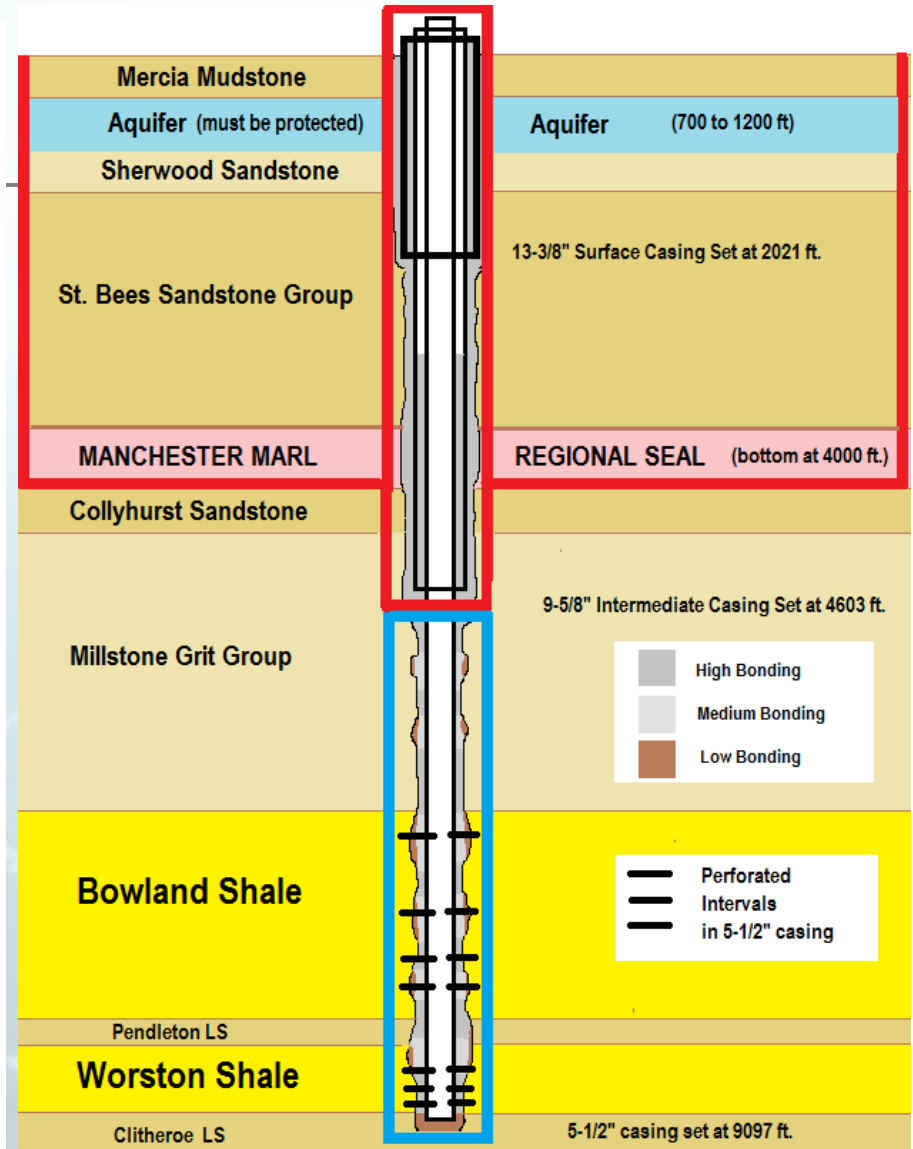 Mercia Mudstone
Aquifer (must be protected)
Aquifer (700 to 1200 ft)
Sherwood Sandstone
13-3/8" Surface Casing Set at 2021 ft.
St. Bees Sandstone Group
MANCHESTER MARL
REGIONAL SEAL (bottom at 4000 ft.)
Collyhurst Sandstone
9-5/8" Intermediate Casing Set at 4603 ft.
Millstone Grit Group
High Bonding
Medium Bonding
Low Bonding
Bowland Shale
Perforated
Intervals
in 5-1/2" casing
Pendleton LS
Worston Shale
Clitheroe LS
5-1/2" casing set at 9097 ft.